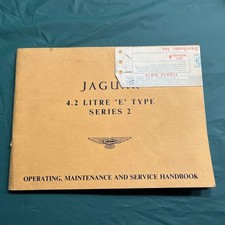 JAGUAR
4.2 LITRE 'E' TYPE
SERIES 2
OPERATING, MAINTENANCE AND SERVICE HANDBOOK